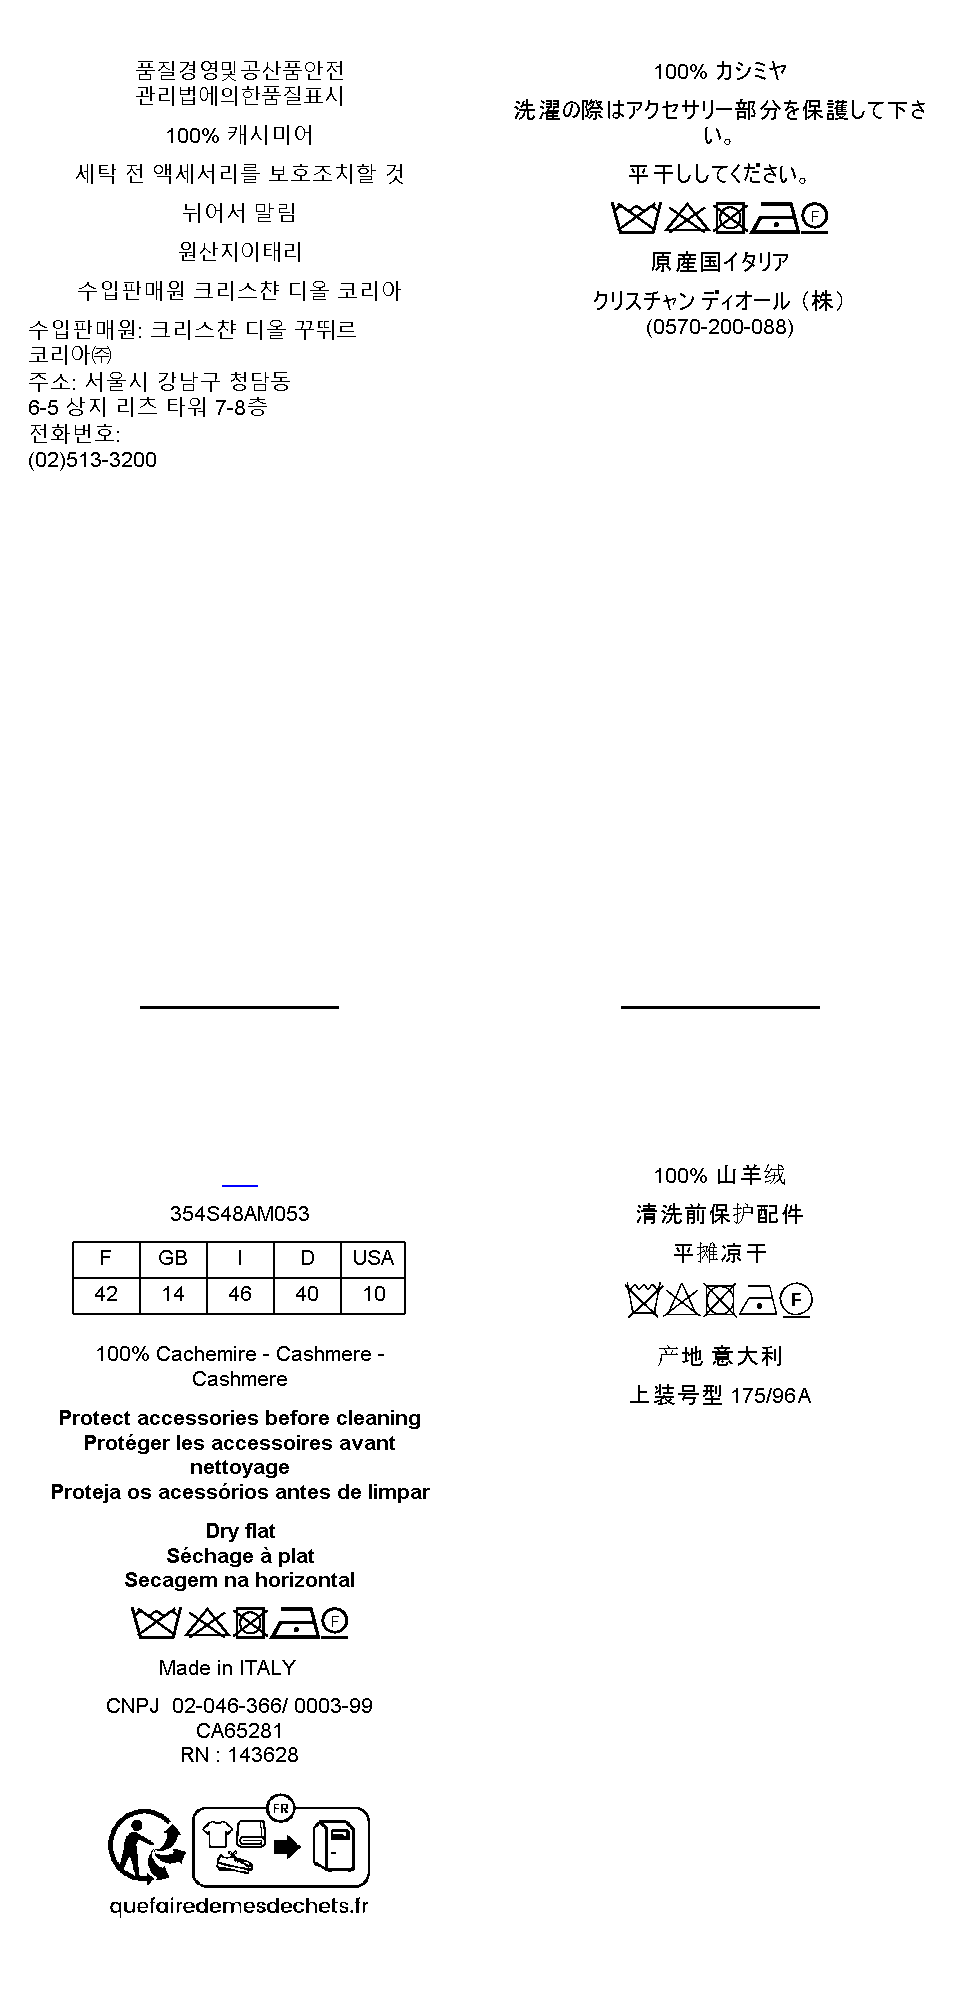 품질경영및공산품안전
관리법에의한품질표시
100% 캐시미어
세탁 전 액세서리를 보호조치할 것
뉘어서 말림
원산지이태리
수입판매원 크리스챤 디올 코리아
수입판매원: 크리스챤 디올 꾸뛰르
코리아㈜
주소: 서울시 강남구 청담동
6-5 상지 리츠 타워 7-8층
전화번호:
(02)513-3200
100% カシミヤ
洗濯の際はアクセサリー部分を保護して下さ
い。
平干ししてください。
F
原産国イタリア
クリスチャン ディオール（株）
(0570-200-088)
354S48AM053
F GB I D USA
42 14 46 40 10
100% Cachemire - Cashmere -
Cashmere
Protect accessories before cleaning
Protéger les accessoires avant
nettoyage
Proteja os acessórios antes de limpar
Dry flat
Séchage à plat
Secagem na horizontal
F
Made in ITALY
CNPJ  02-046-366/ 0003-99
CA65281
RN : 143628
FR
quefairedemesdechets.fr
100% 山羊绒
清洗前保护配件
平摊凉干
F
产地 意大利
上装号型 175/96A